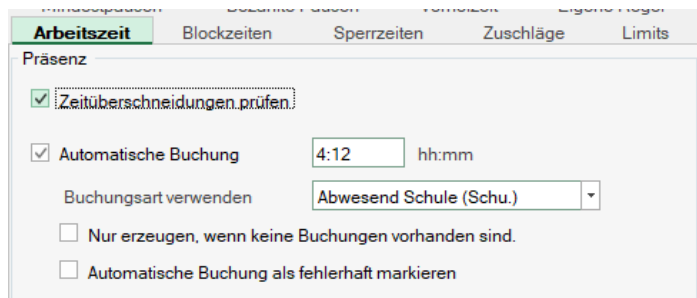 Arbeitszeit Blockzeiten Sperrzeiten Zuschläge Limits
Präsenz
Zeitüberschneidungen prüfen
Automatische Buchung 4:12 hh:mm
Buchungsart verwenden Abwesend Schule (Schu.)
Nur erzeugen, wenn keine Buchungen vorhanden sind.
Automatische Buchung als fehlerhaft markieren